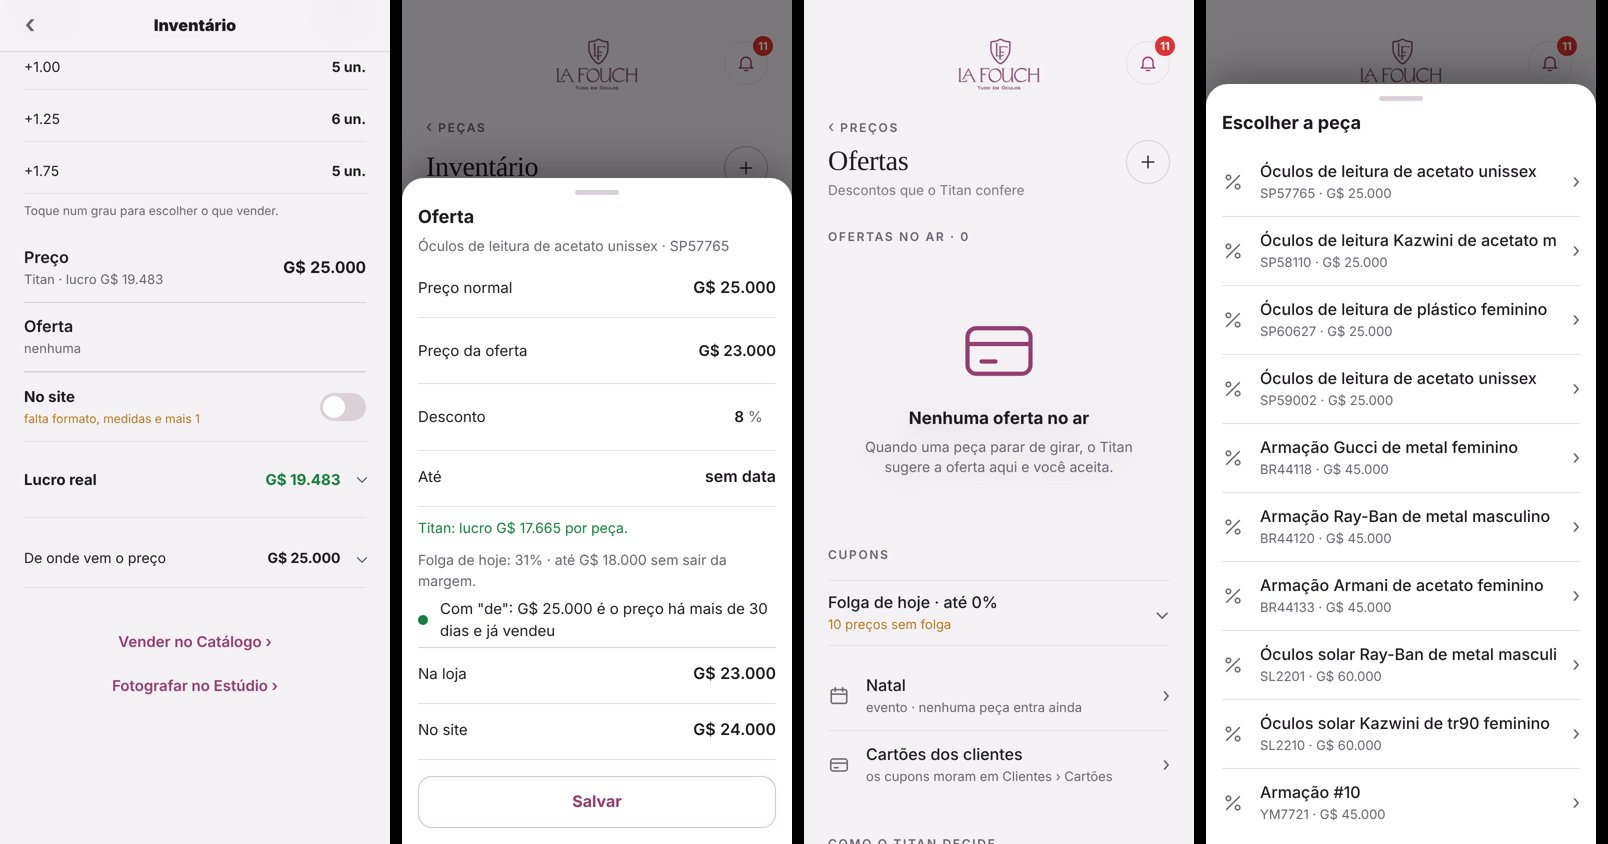 Inventário
+1.00 5 un.
+1.25 6 un.
+1.75 5 un.
Toque num grau para escolher o que vender.
Preço
Titan · lucro G$ 19.483
G$ 25.000
Oferta
nenhuma
No site
falta formato, medidas e mais 1
Lucro real G$ 19.483
De onde vem o preço G$ 25.000
Vender no Catálogo ›
Fotografar no Estúdio ›
LA FOUCH
TUDO EM ÓCULOS
11
‹ PEÇAS
Inventário
+
Oferta
Óculos de leitura de acetato unissex · SP57765
Preço normal G$ 25.000
Preço da oferta G$ 23.000
Desconto 8 %
Até sem data
Titan: lucro G$ 17.665 por peça.
Folga de hoje: 31% · até G$ 18.000 sem sair da
margem.
Com "de": G$ 25.000 é o preço há mais de 30
dias e já vendeu
Na loja G$ 23.000
No site G$ 24.000
Salvar
LA FOUCH
TUDO EM ÓCULOS
11
‹ PREÇOS
Ofertas
+
Descontos que o Titan confere
OFERTAS NO AR · 0
Nenhuma oferta no ar
Quando uma peça parar de girar, o Titan
sugere a oferta aqui e você aceita.
CUPONS
Folga de hoje · até 0%
10 preços sem folga
Natal
evento · nenhuma peça entra ainda
Cartões dos clientes
os cupons moram em Clientes › Cartões
COMO O TITAN DECIDE
LA FOUCH
11
Escolher a peça
Óculos de leitura de acetato unissex
SP57765 · G$ 25.000
Óculos de leitura Kazwini de acetato m
SP58110 · G$ 25.000
Óculos de leitura de plástico feminino
SP60627 · G$ 25.000
Óculos de leitura de acetato unissex
SP59002 · G$ 25.000
Armação Gucci de metal feminino
BR44118 · G$ 45.000
Armação Ray-Ban de metal masculino
BR44120 · G$ 45.000
Armação Armani de acetato feminino
BR44133 · G$ 45.000
Óculos solar Ray-Ban de metal masculi
SL2201 · G$ 60.000
Óculos solar Kazwini de tr90 feminino
SL2210 · G$ 60.000
Armação #10
YM7721 · G$ 45.000